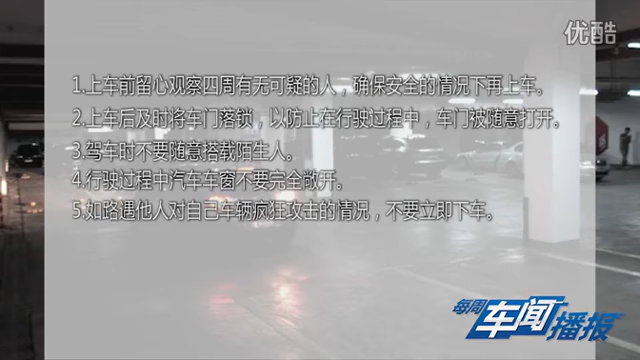 优酷
1.上车前留心观察四周有无可疑的人，确保安全的情况下再上车。
2.上车后及时将车门落锁，以防止在行驶过程中，车门被随意打开。
3.驾车时不要随意搭载陌生人。
4.行驶过程中汽车车窗不要完全敞开。
5.如路遇他人对自己车辆疯狂攻击的情况，不要立即下车。
每周车闻播报